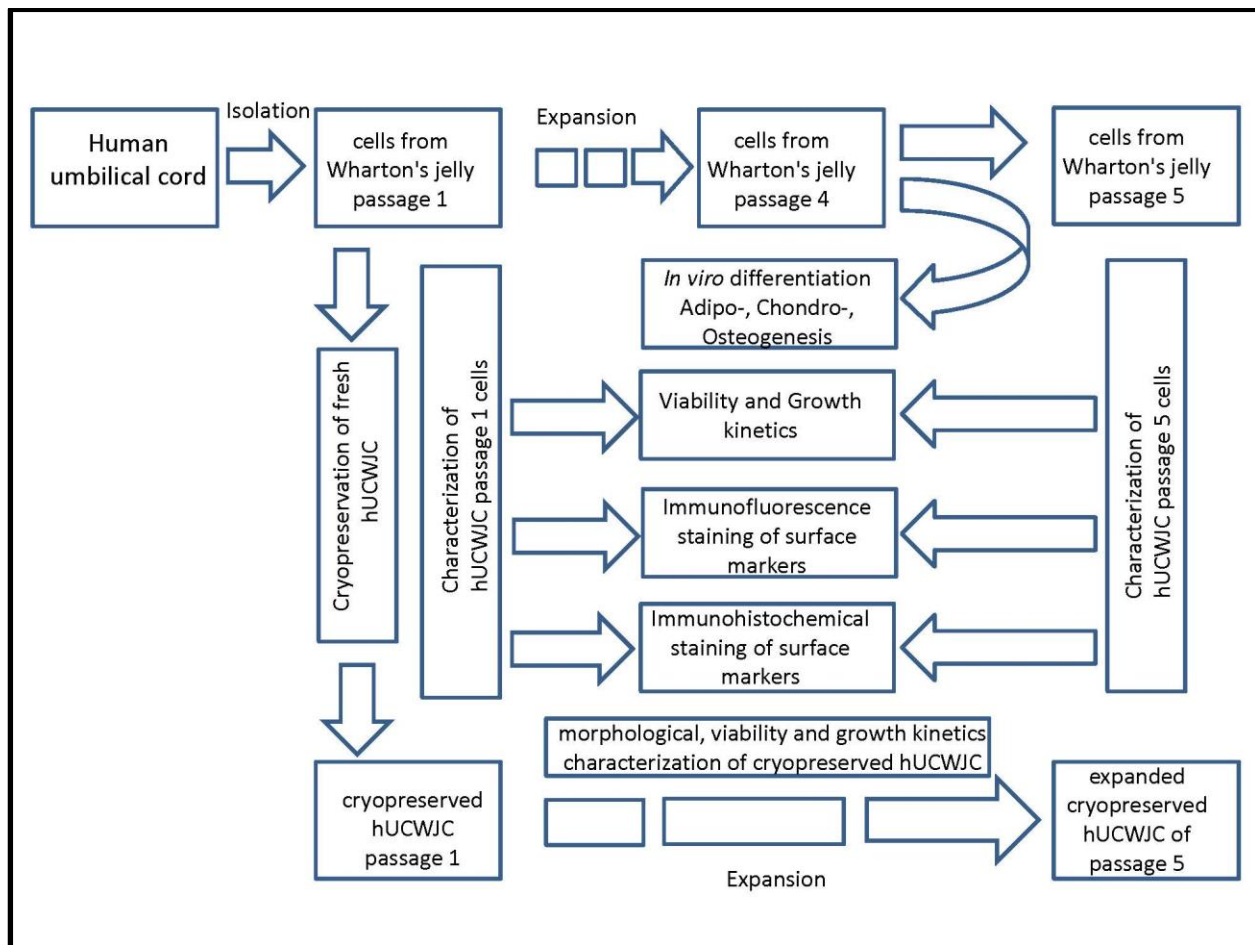 Human
umbilical cord
Isolation
cells from
Wharton's jelly
passage 1
Expansion
cells from
Wharton's jelly
passage 4
cells from
Wharton's jelly
passage 5
In viro differentiation
Adipo-, Chondro-,
Osteogenesis
Cryopreservation of fresh
hUCWJC
Characterization of
hUCWJC passage 1 cells
Viability and Growth
kinetics
Immunofluorescence
staining of surface
markers
Immunohistochemical
staining of surface
markers
Characterization of
hUCWJC passage 5 cells
morphological, viability and growth kinetics
characterization of cryopreserved hUCWJC
cryopreserved
hUCWJC
passage 1
Expansion
expanded
cryopreserved
hUCWJC of
passage 5